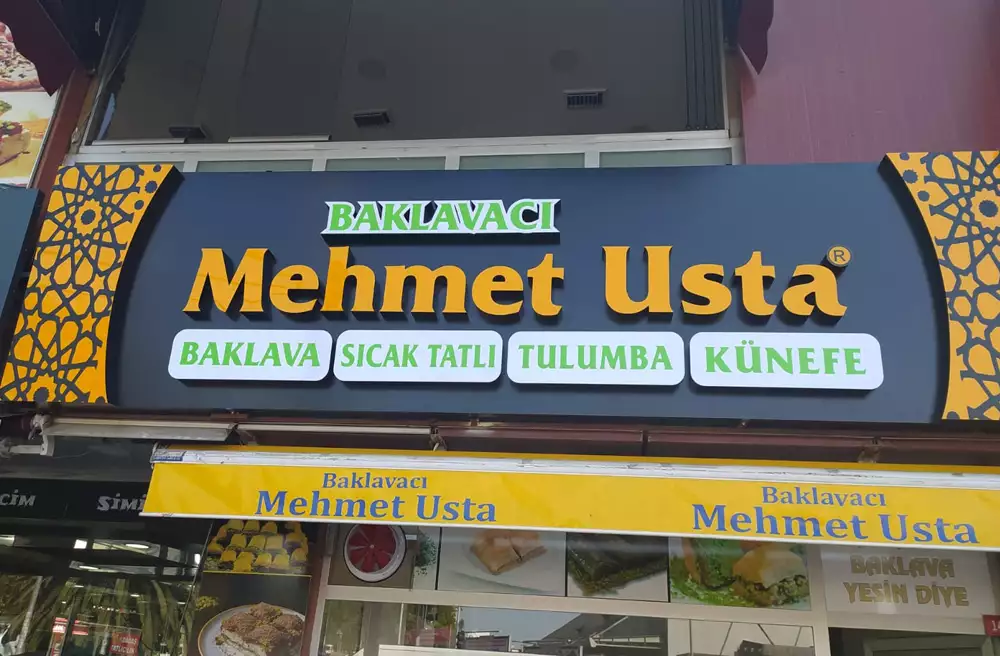 BAKLAVACI
Mehmet Usta®
BAKLAVA SICAK TATLI TULUMBA KÜNEFE
Baklavacı
Mehmet Usta
Baklavacı
Mehmet Usta
BAKLAVA
YESİN DİYE